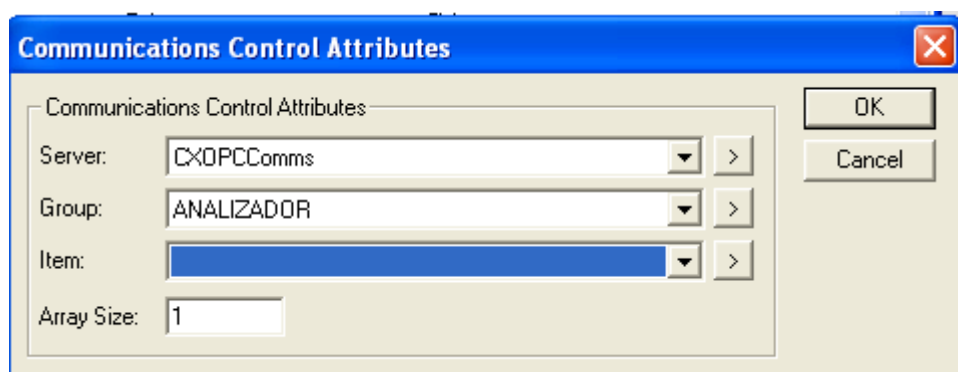 Communications Control Attributes
Communications Control Attributes
OK
Server: CXOPCComms >
Cancel
Group: ANALIZADOR >
Item: >
Array Size: 1